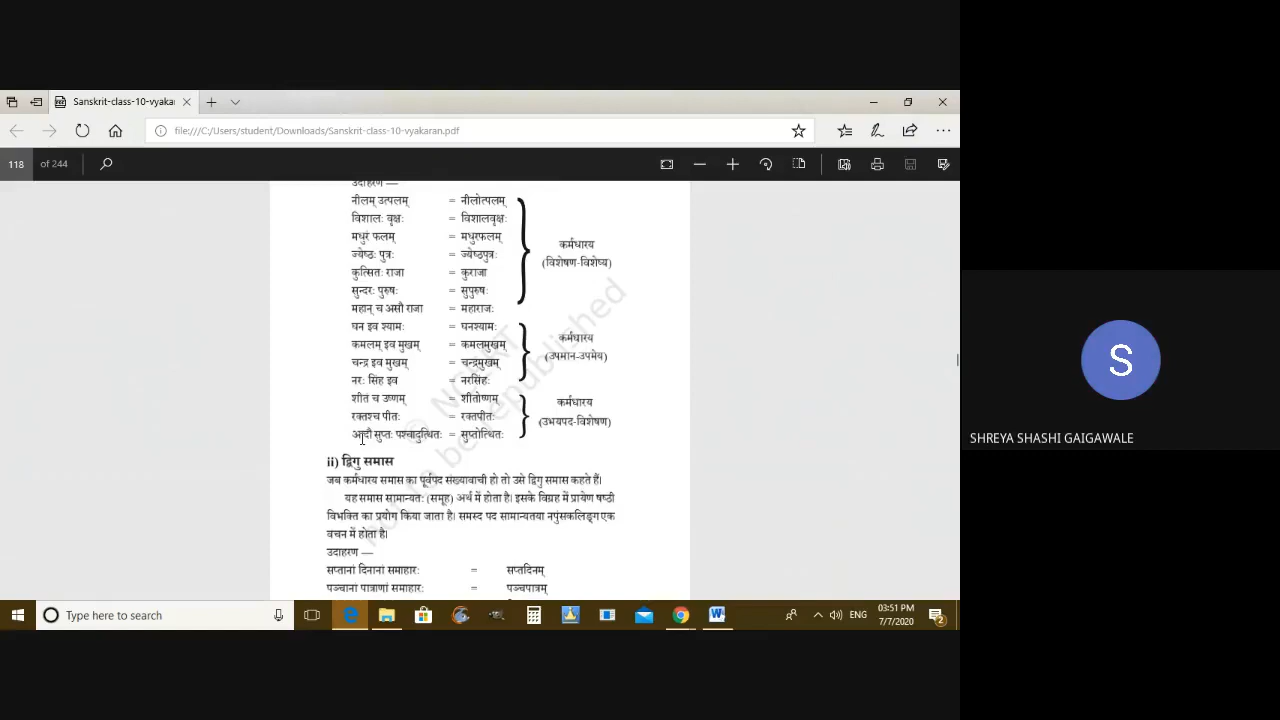 Sanskrit-class-10-vyakar
file:///C:/Users/student/Downloads/Sanskrit-class-10-vyakaran.pdf
118 of 244
उदाहरण —
नीलम् उत्पलम् = नीलोत्पलम्
विशालः वृक्षः = विशालवृक्षः
मधुरं फलम् = मधुरफलम्
ज्येष्ठः पुत्रः = ज्येष्ठपुत्रः
कर्मधारय
(विशेषण-विशेष्य)
कुत्सितः राजा = कुराजा
सुन्दरः पुरुषः = सुपुरुषः
महान् च असौ राजा = महाराजः
घन इव श्यामः = घनश्यामः
कमलम् इव मुखम् = कमलमुखम्
कर्मधारय
(उपमान-उपमेय)
चन्द्र इव मुखम् = चन्द्रमुखम्
नरः सिंह इव = नरसिंहः
शीतं च उष्णम् = शीतोष्णम्
कर्मधारय
(उभयपद-विशेषण)
रक्तश्च पीतः = रक्तपीतः
आदौ सुप्तः पश्चादुत्थितः = सुप्तोत्थितः
ii) द्विगु समास
जब कर्मधारय समास का पूर्वपद संख्यावाची हो तो उसे द्विगु समास कहते हैं।
यह समास सामान्यतः (समूह) अर्थ में होता है। इसके विग्रह में प्रायेण षष्ठी
विभक्ति का प्रयोग किया जाता है। समस्द पद सामान्यतया नपुंसकलिङ्ग एक
वचन में होता है।
उदाहरण —
सप्तानां दिनानां समाहारः = सप्तदिनम्
पञ्चानां पात्राणां समाहारः = पञ्चपात्रम्
© NCERT
not to be republished
S
SHREYA SHASHI GAIGAWALE
Type here to search
ENG
03:51 PM
7/7/2020
2